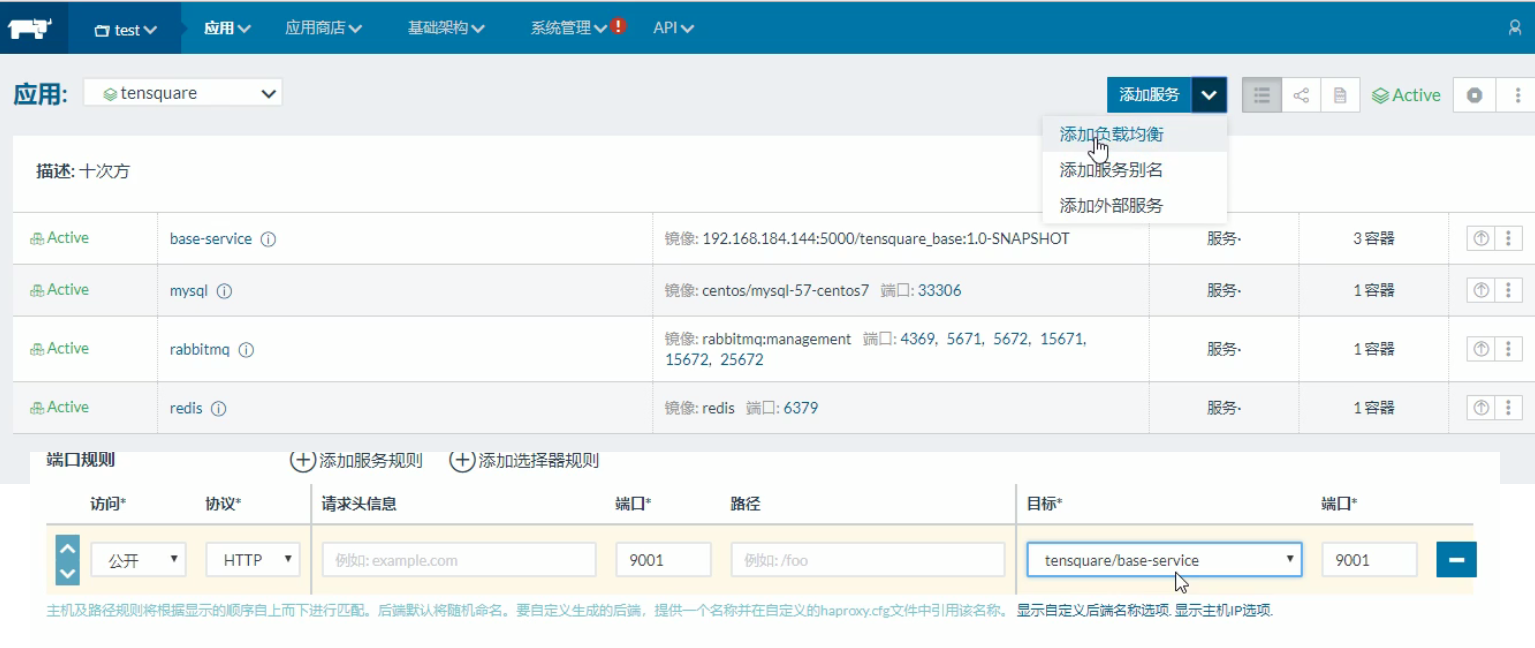 test 应用 应用商店 基础架构 系统管理 ! API
应用: tensquare 添加服务 Active
添加负载均衡
添加服务别名
添加外部服务
描述: 十次方
Active base-service 镜像: 192.168.184.144:5000/tensquare_base:1.0-SNAPSHOT 服务· 3 容器
Active mysql 镜像: centos/mysql-57-centos7 端口: 33306 服务· 1 容器
Active rabbitmq 镜像: rabbitmq:management 端口: 4369, 5671, 5672, 15671,
15672, 25672 服务· 1 容器
Active redis 镜像: redis 端口: 6379 服务· 1 容器
端口规则 添加服务规则 添加选择器规则
访问* 协议* 请求头信息 端口* 路径 目标* 端口*
公开 HTTP 例如: example.com 9001 例如: /foo tensquare/base-service 9001
主机及路径规则将根据显示的顺序自上而下进行匹配。后端默认将随机命名。要自定义生成的后端，提供一个名称并在自定义的haproxy.cfg文件中引用该名称。 显示自定义后端名称选项. 显示主机IP选项.